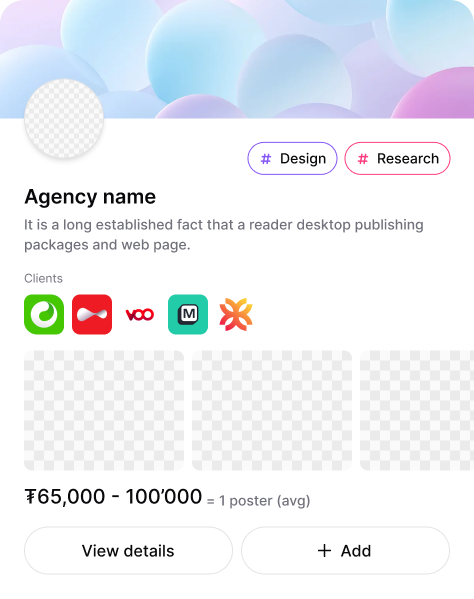 # Design
# Research
Agency name
It is a long established fact that a reader desktop publishing
packages and web page.
Clients
VOO
M
₮65,000 - 100’000 = 1 poster (avg)
View details
+ Add